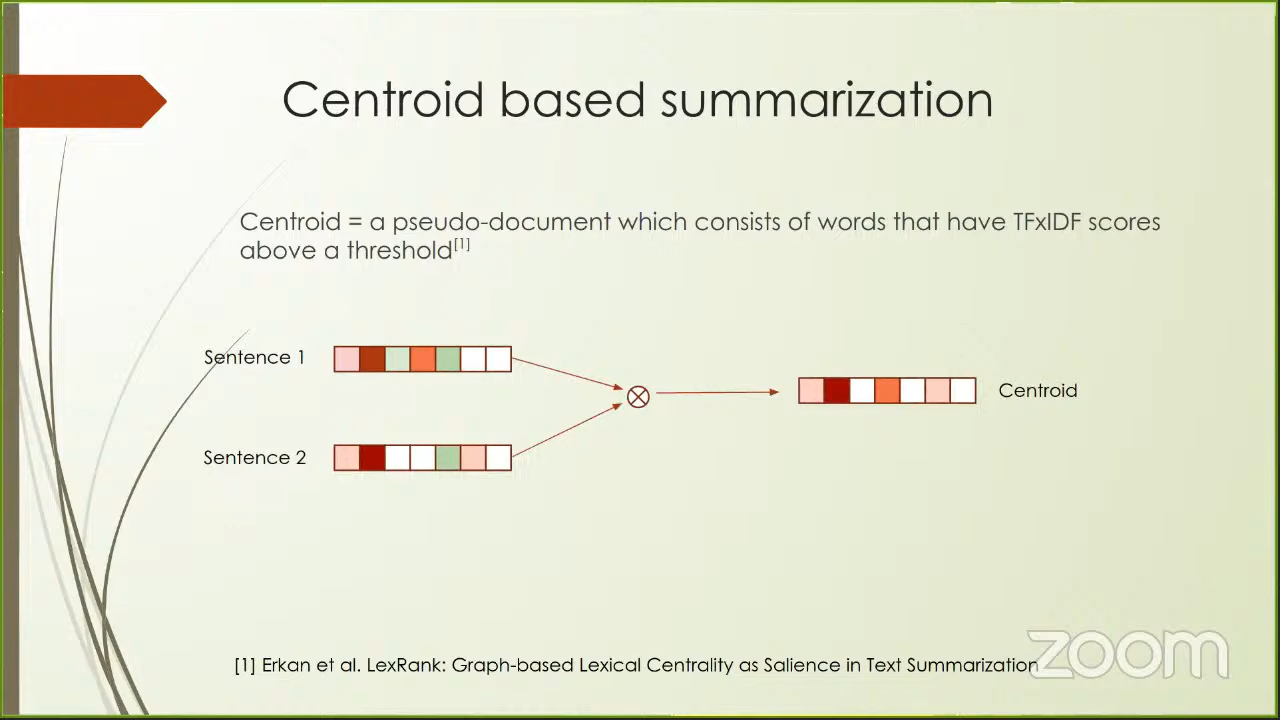 Centroid based summarization
Centroid = a pseudo-document which consists of words that have TFxIDF scores
above a threshold[1]
Sentence 1
Centroid
Sentence 2
[1] Erkan et al. LexRank: Graph-based Lexical Centrality as Salience in Text Summarization
zoom